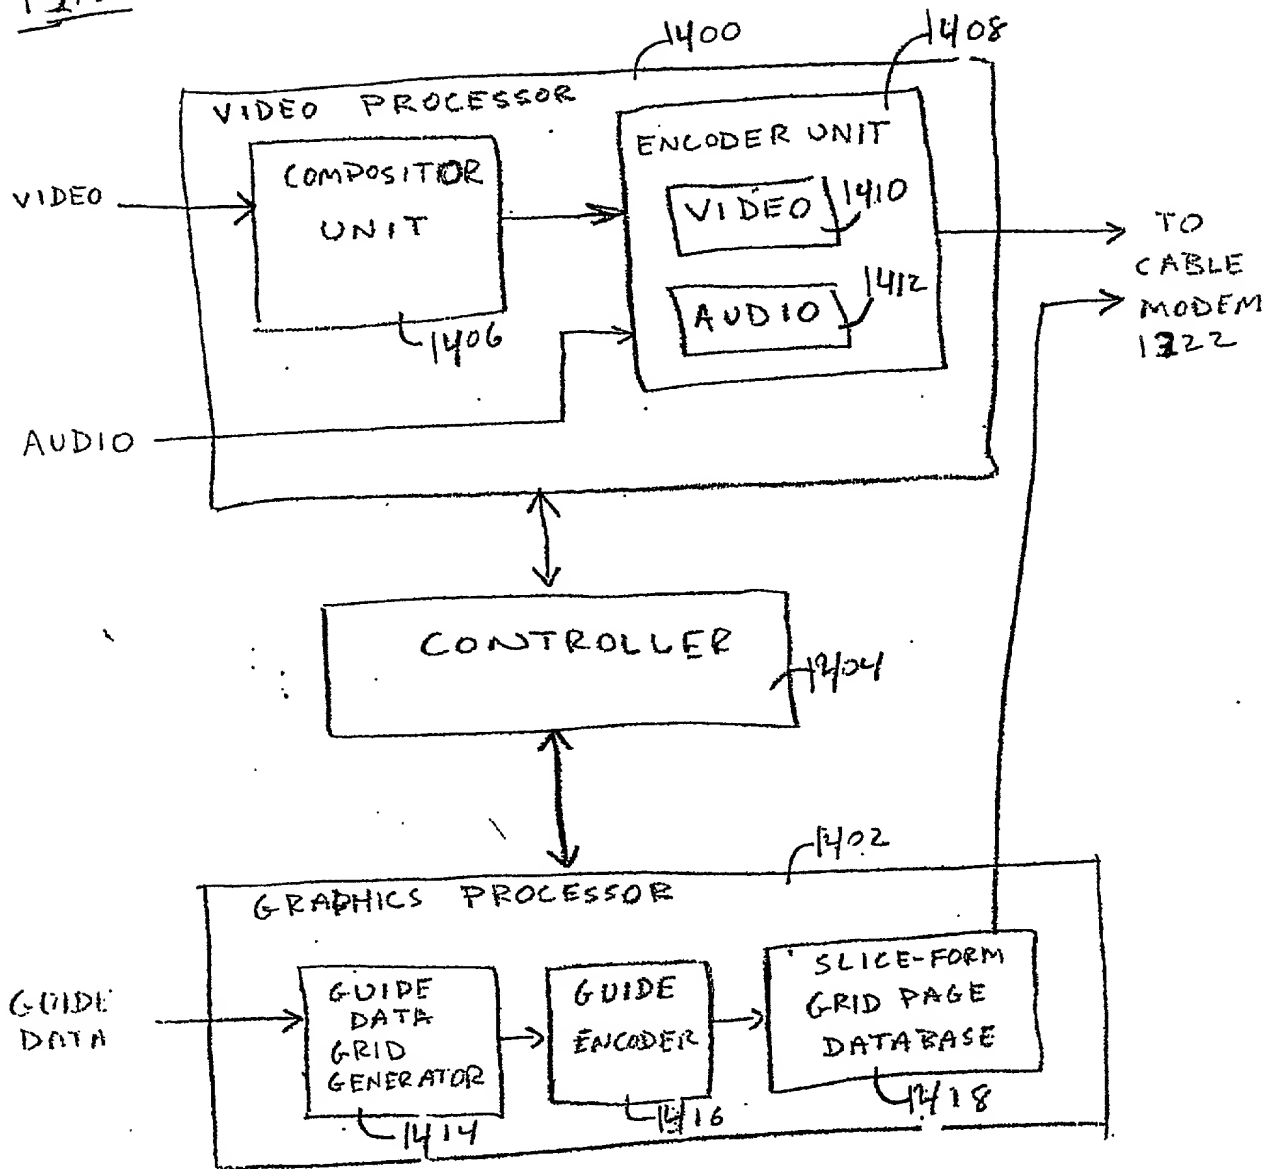 1400
1408
VIDEO PROCESSOR
ENCODER UNIT
COMPOSITOR
UNIT
VIDEO
VIDEO
1410
AUDIO
1412
1406
AUDIO
TO
CABLE
MODEM
1322
CONTROLLER
1404
1402
GRAPHICS PROCESSOR
GUIDE
DATA
GUIDE
DATA
GRID
GENERATOR
1414
GUIDE
ENCODER
1416
SLICE-FORM
GRID PAGE
DATABASE
1418